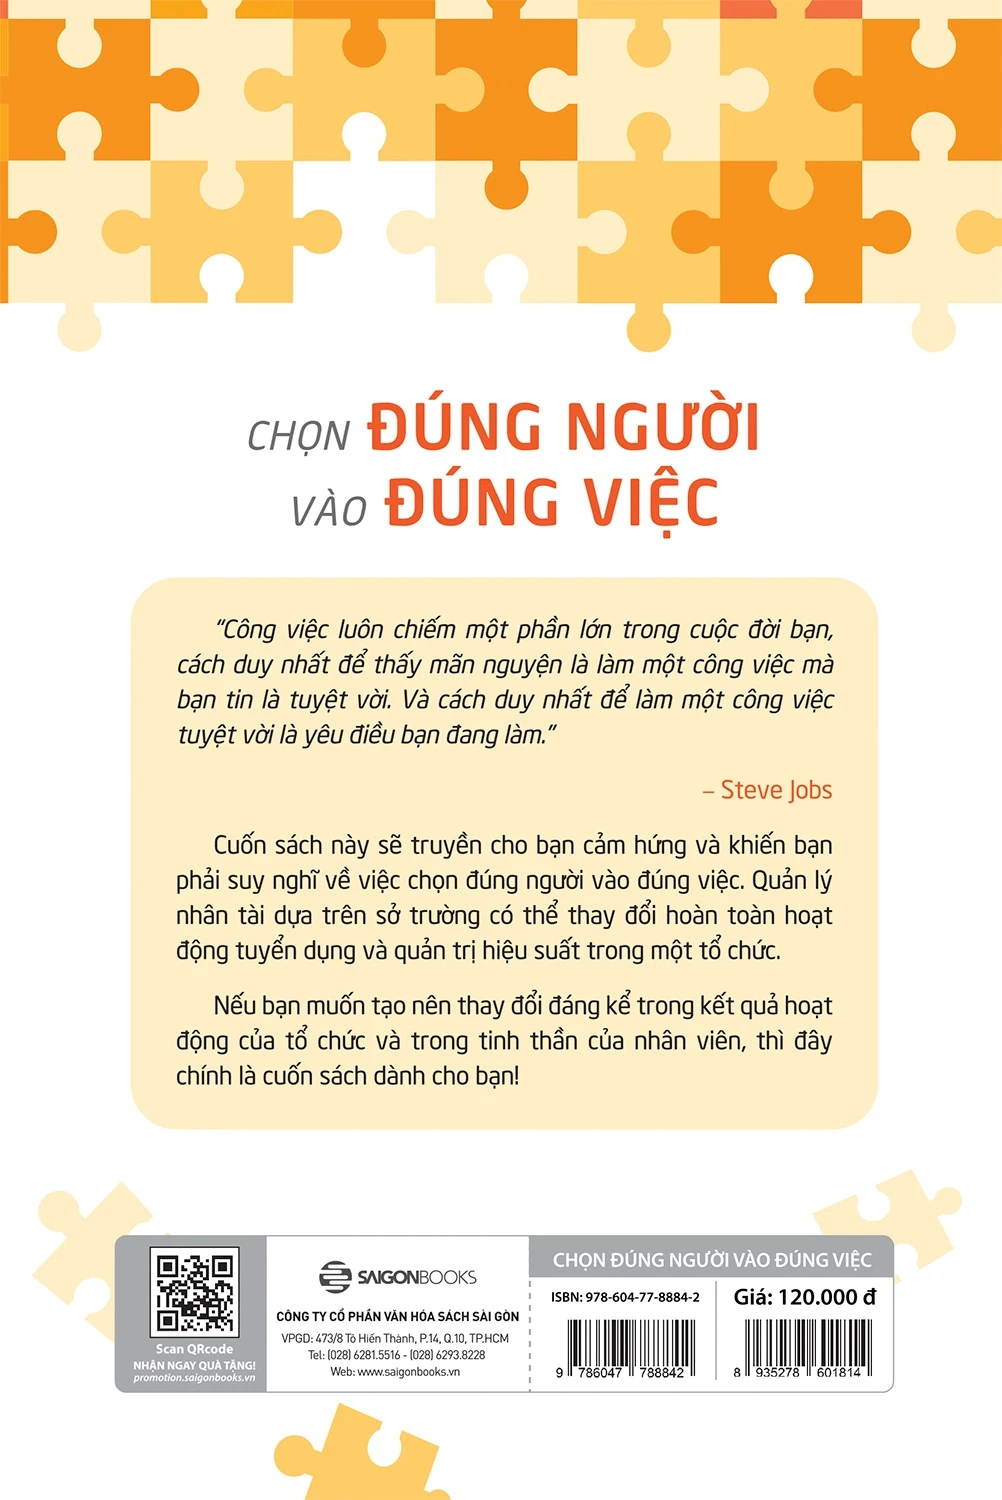 CHỌN ĐÚNG NGƯỜI
VÀO ĐÚNG VIỆC
“Công việc luôn chiếm một phần lớn trong cuộc đời bạn,
cách duy nhất để thấy mãn nguyện là làm một công việc mà
bạn tin là tuyệt vời. Và cách duy nhất để làm một công việc
tuyệt vời là yêu điều bạn đang làm.”
– Steve Jobs
Cuốn sách này sẽ truyền cho bạn cảm hứng và khiến bạn
phải suy nghĩ về việc chọn đúng người vào đúng việc. Quản lý
nhân tài dựa trên sở trường có thể thay đổi hoàn toàn hoạt
động tuyển dụng và quản trị hiệu suất trong một tổ chức.
Nếu bạn muốn tạo nên thay đổi đáng kể trong kết quả hoạt
động của tổ chức và trong tinh thần của nhân viên, thì đây
chính là cuốn sách dành cho bạn!
Scan QRcode
NHẬN NGAY QUÀ TẶNG!
promotion.saigonbooks.vn
SAIGONBOOKS
CÔNG TY CỔ PHẦN VĂN HÓA SÁCH SÀI GÒN
VPGD: 473/8 Tô Hiến Thành, P.14, Q.10, TP.HCM
Tel: (028) 6281.5516 - (028) 6293.8228
Web: www.saigonbooks.vn
CHỌN ĐÚNG NGƯỜI VÀO ĐÚNG VIỆC
ISBN: 978-604-77-8884-2
Giá: 120.000 đ
9 786047 788842
8 935278 601814